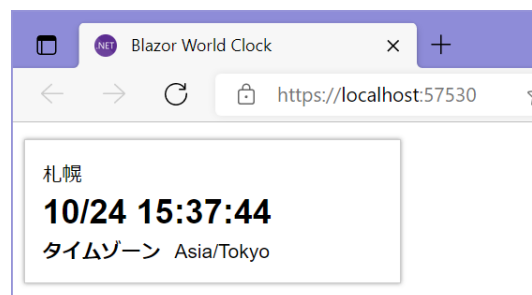 NET Blazor World Clock
https://localhost:57530
札幌
10/24 15:37:44
タイムゾーン Asia/Tokyo